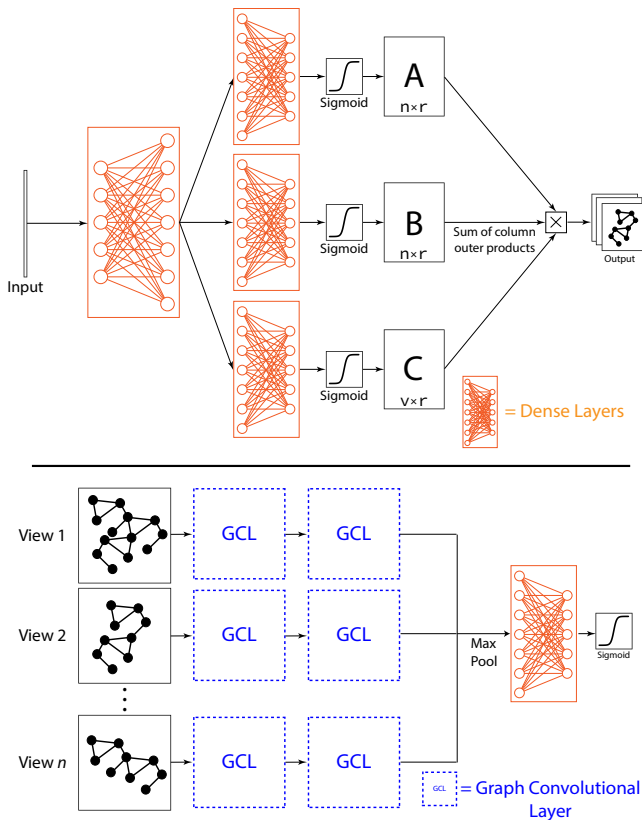 Sigmoid
A
n×r
Input
Sigmoid
B
n×r
Sum of column
outer products
×
Output
Sigmoid
C
v×r
= Dense Layers
View 1
GCL
GCL
View 2
GCL
GCL
Max
Pool
Sigmoid
View n
GCL
GCL
GCL
= Graph Convolutional
Layer